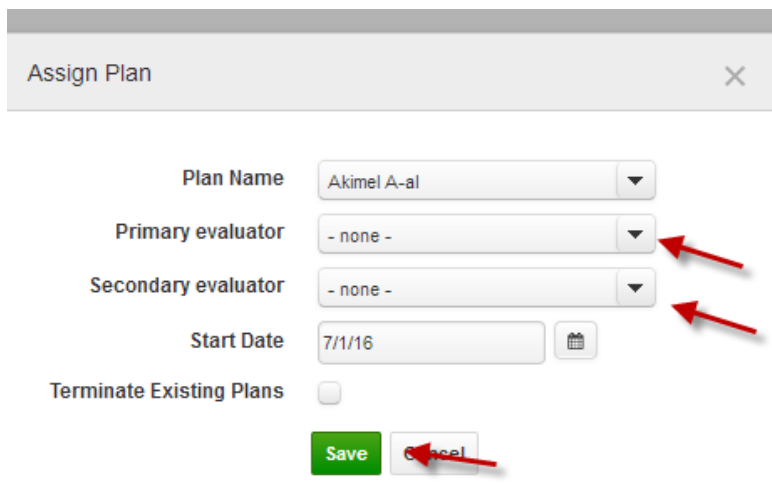 Assign Plan
Plan Name Akimel A-al
Primary evaluator - none -
Secondary evaluator - none -
Start Date 7/1/16
Terminate Existing Plans
Save Cancel